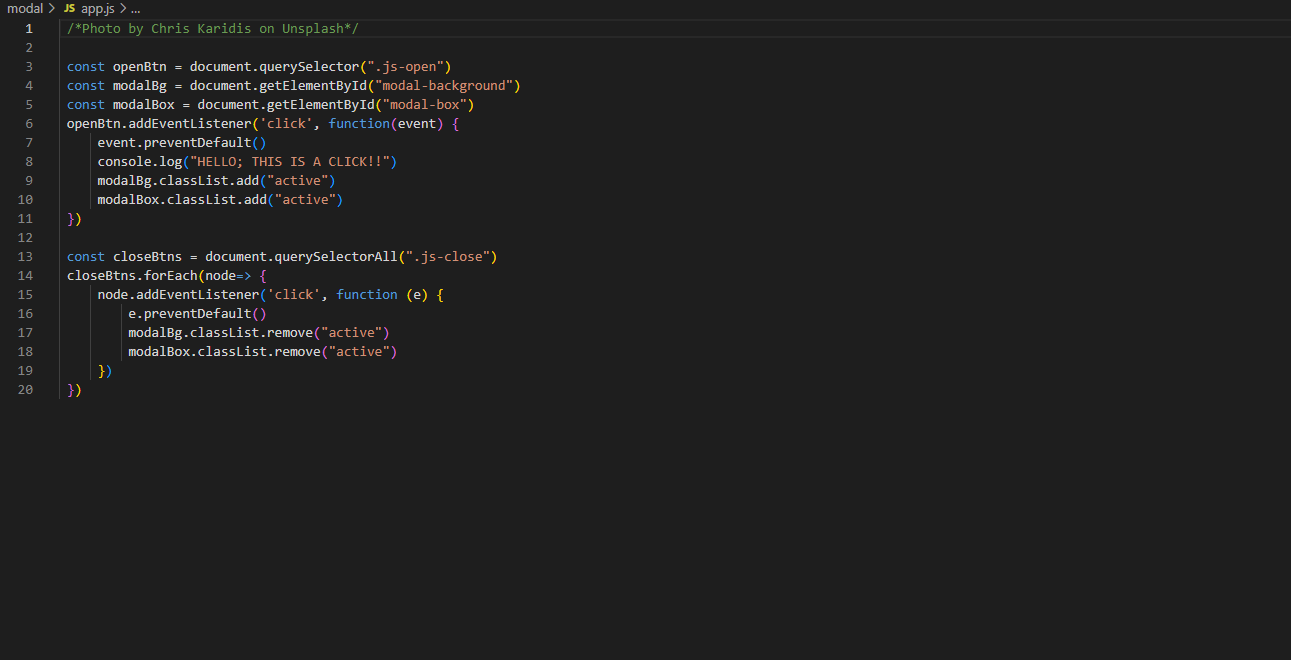 modal > JS app.js > ...
1 /*Photo by Chris Karidis on Unsplash*/
2
3 const openBtn = document.querySelector(".js-open")
4 const modalBg = document.getElementById("modal-background")
5 const modalBox = document.getElementById("modal-box")
6 openBtn.addEventListener('click', function(event) {
7     event.preventDefault()
8     console.log("HELLO; THIS IS A CLICK!!")
9     modalBg.classList.add("active")
10     modalBox.classList.add("active")
11 })
12
13 const closeBtns = document.querySelectorAll(".js-close")
14 closeBtns.forEach(node=> {
15     node.addEventListener('click', function (e) {
16         e.preventDefault()
17         modalBg.classList.remove("active")
18         modalBox.classList.remove("active")
19     })
20 })